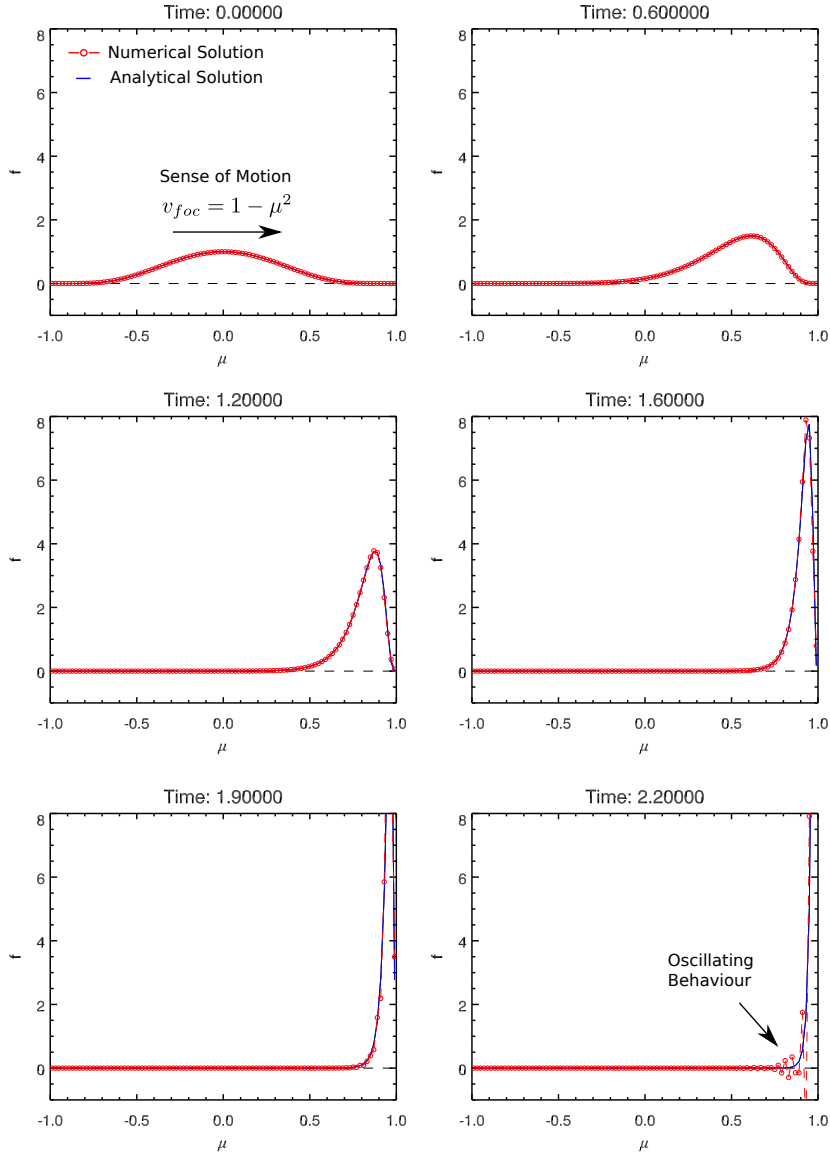 Time: 0.00000
8
6
4
2
0
f
Numerical Solution
Analytical Solution
Sense of Motion
v_{foc} = 1 − μ²
-1.0 -0.5 0.0 0.5 1.0
μ
Time: 0.600000
8
6
4
2
0
f
-1.0 -0.5 0.0 0.5 1.0
μ
Time: 1.20000
8
6
4
2
0
f
-1.0 -0.5 0.0 0.5 1.0
μ
Time: 1.60000
8
6
4
2
0
f
-1.0 -0.5 0.0 0.5 1.0
μ
Time: 1.90000
8
6
4
2
0
f
-1.0 -0.5 0.0 0.5 1.0
μ
Time: 2.20000
8
6
4
2
0
f
Oscillating
Behaviour
-1.0 -0.5 0.0 0.5 1.0
μ